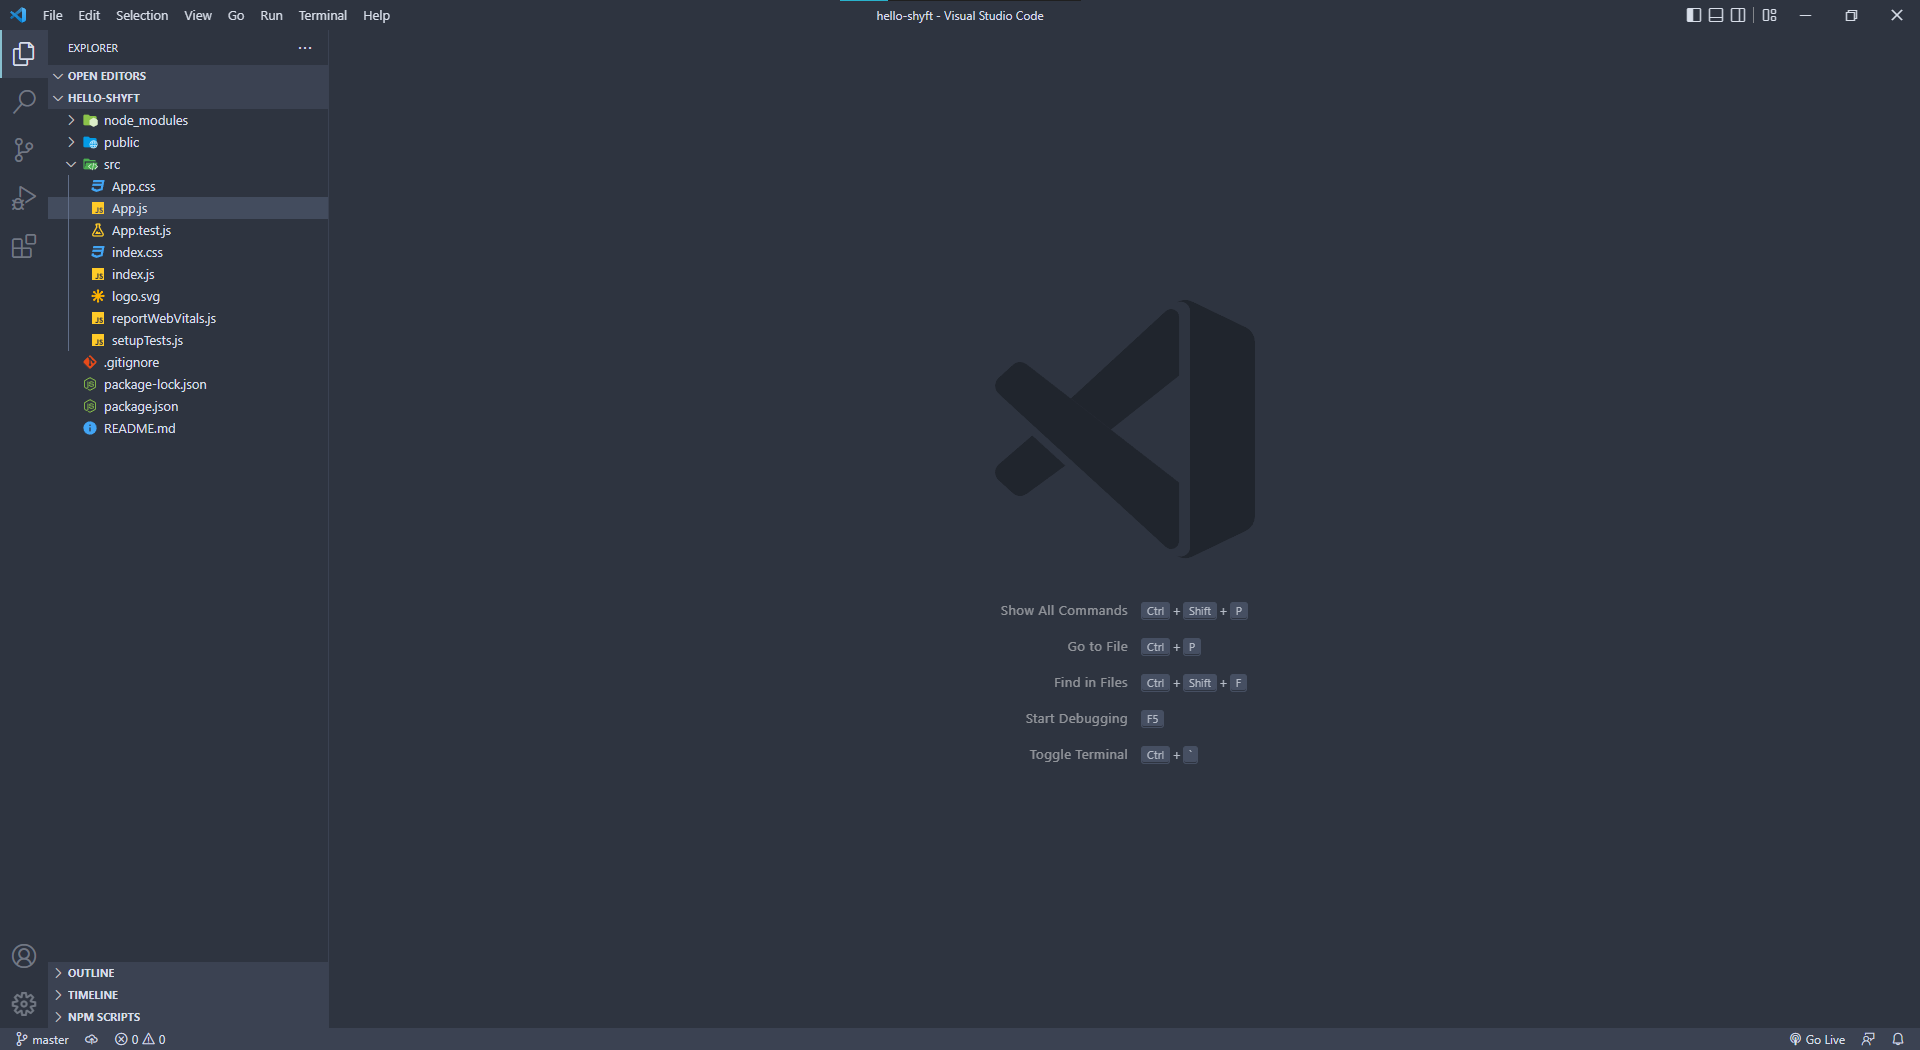 File Edit Selection View Go Run Terminal Help
hello-shyft - Visual Studio Code
EXPLORER
OPEN EDITORS
HELLO-SHYFT
node_modules
public
src
App.css
App.js
App.test.js
index.css
index.js
logo.svg
reportWebVitals.js
setupTests.js
.gitignore
package-lock.json
package.json
README.md
Show All Commands Ctrl + Shift + P
Go to File Ctrl + P
Find in Files Ctrl + Shift + F
Start Debugging F5
Toggle Terminal Ctrl + `
OUTLINE
TIMELINE
NPM SCRIPTS
master 0 0
Go Live